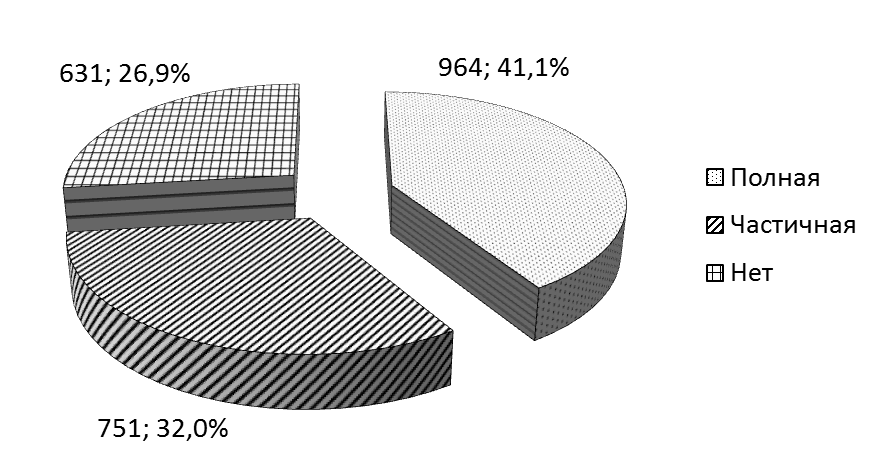 631; 26,9%
964; 41,1%
Полная
Частичная
Нет
751; 32,0%